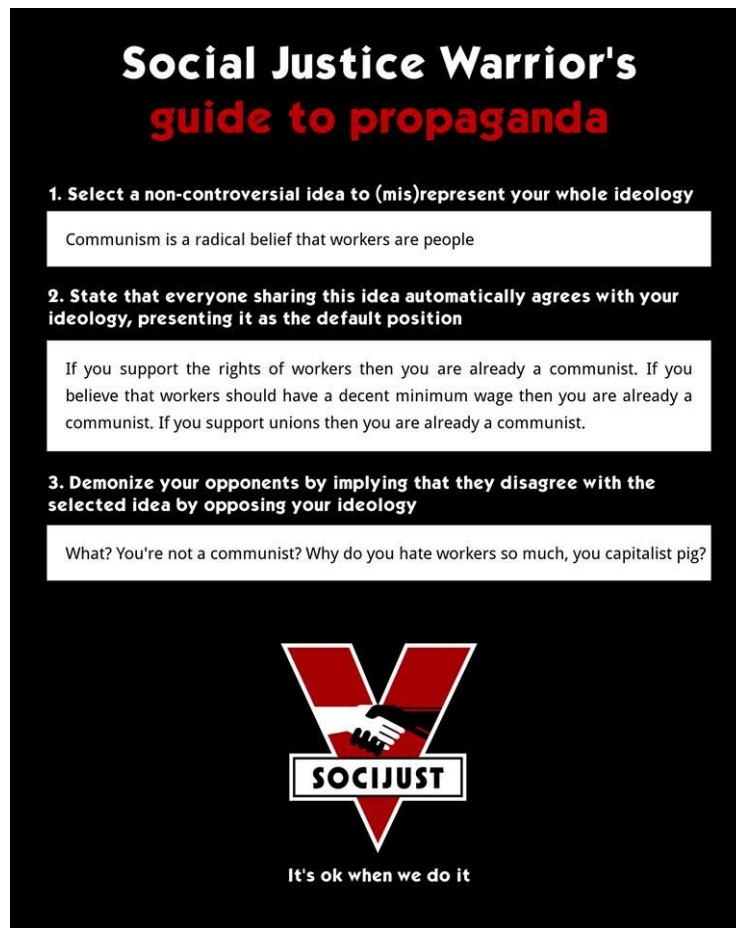 Social Justice Warrior's
guide to propaganda
1. Select a non-controversial idea to (mis)represent your whole ideology
Communism is a radical belief that workers are people
2. State that everyone sharing this idea automatically agrees with your
ideology, presenting it as the default position
If you support the rights of workers then you are already a communist. If you
believe that workers should have a decent minimum wage then you are already a
communist. If you support unions then you are already a communist.
3. Demonize your opponents by implying that they disagree with the
selected idea by opposing your ideology
What? You're not a communist? Why do you hate workers so much, you capitalist pig?
SOCIJUST
It's ok when we do it